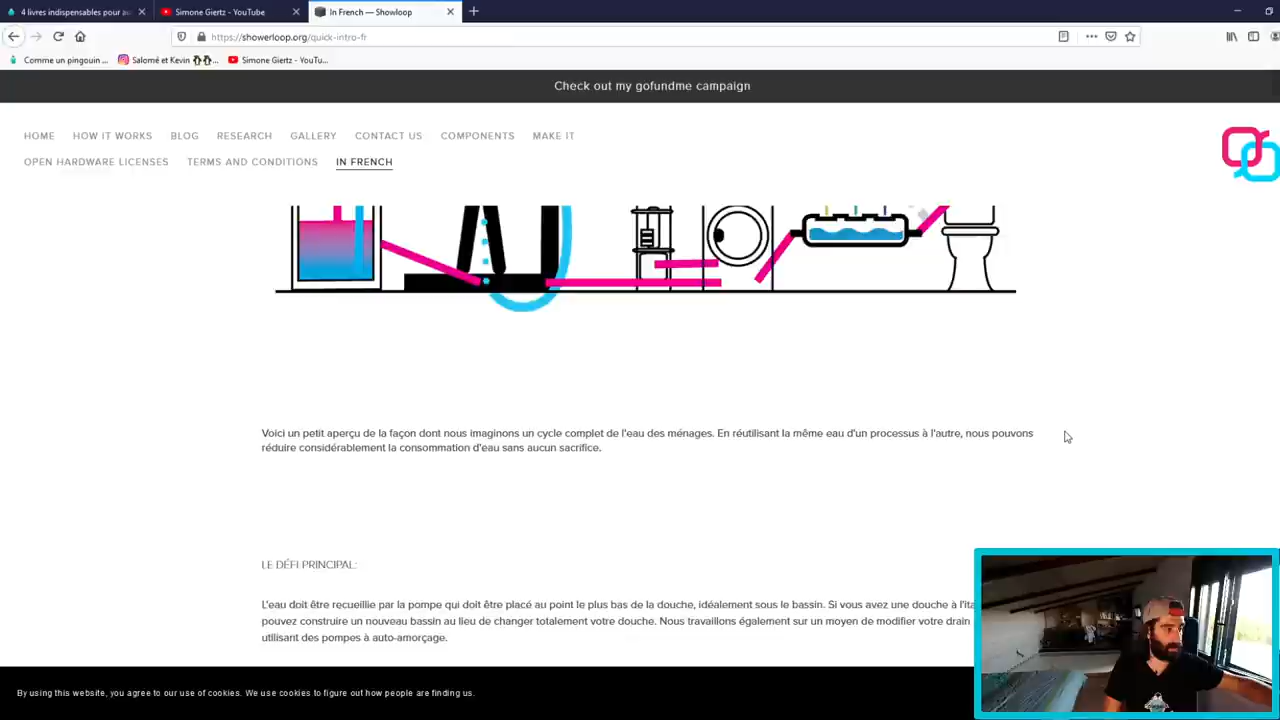 4 livres indispensables pour au
Simone Giertz - YouTube
In French — Showloop
https://showerloop.org/quick-intro-fr
Comme un pingouin ...
Salomé et Kevin
Simone Giertz - YouTu...
Check out my gofundme campaign
HOME HOW IT WORKS BLOG RESEARCH GALLERY CONTACT US COMPONENTS MAKE IT
OPEN HARDWARE LICENSES TERMS AND CONDITIONS IN FRENCH
Voici un petit aperçu de la façon dont nous imaginons un cycle complet de l'eau des ménages. En réutilisant la même eau d'un processus à l'autre, nous pouvons
réduire considérablement la consommation d'eau sans aucun sacrifice.
LE DÉFI PRINCIPAL:
L'eau doit être recueillie par la pompe qui doit être placé au point le plus bas de la douche, idéalement sous le bassin. Si vous avez une douche à l'ita
pouvez construire un nouveau bassin au lieu de changer totalement votre douche. Nous travaillons également sur un moyen de modifier votre drain
utilisant des pompes à auto-amorçage.
By using this website, you agree to our use of cookies. We use cookies to figure out how people are finding us.